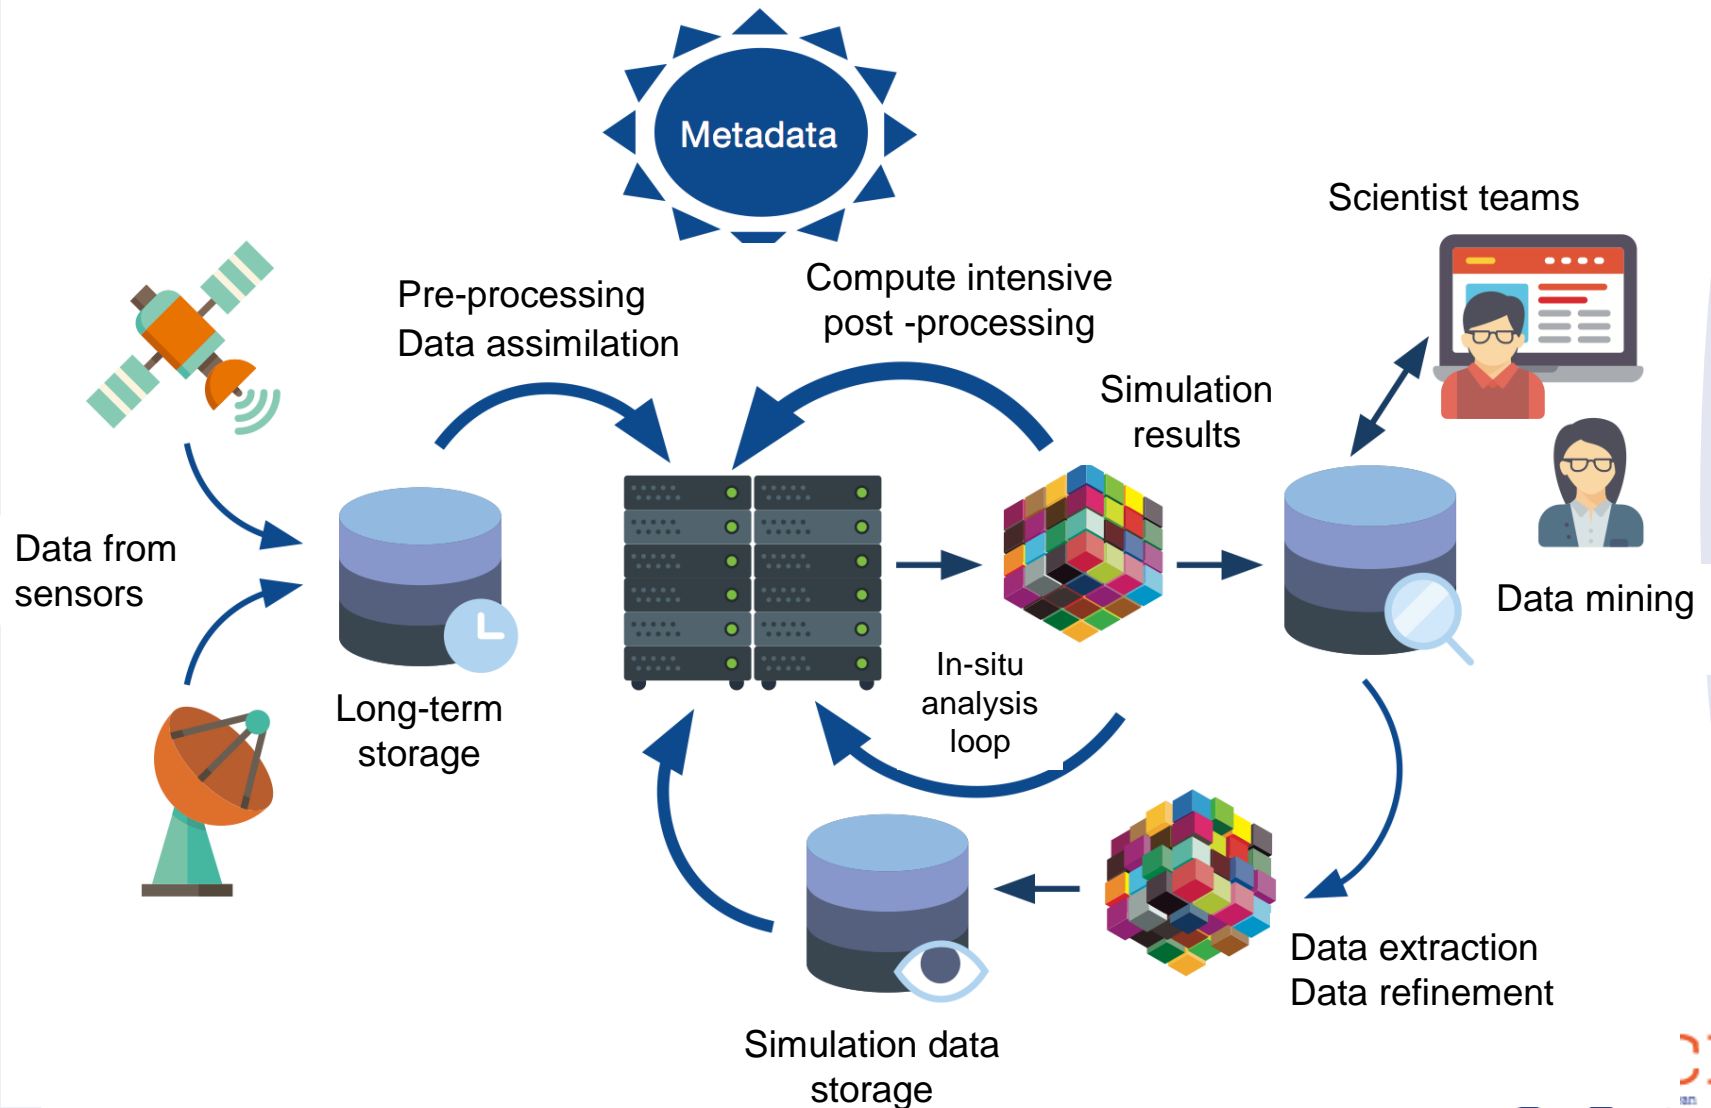 Metadata
Scientist teams
Pre-processing
Data assimilation
Compute intensive
post -processing
Simulation
results
Data from
sensors
Long-term
storage
In-situ
analysis
loop
Data mining
Data extraction
Data refinement
Simulation data
storage